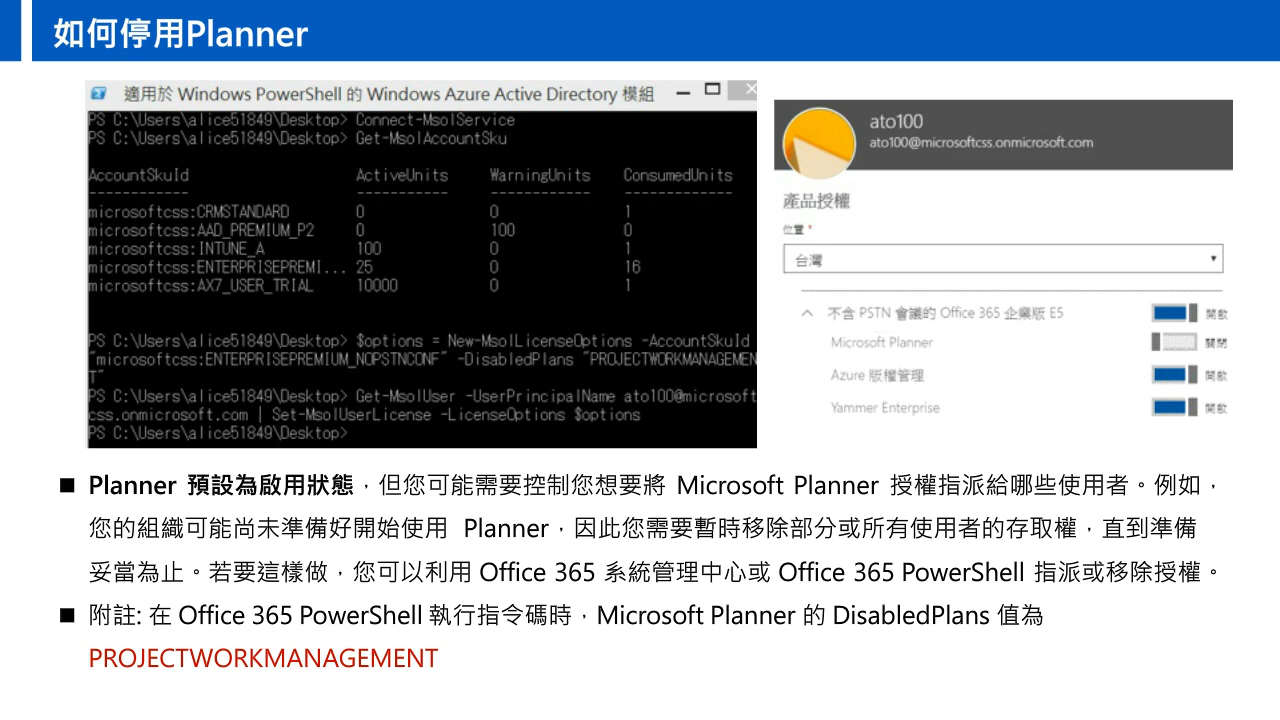 如何停用Planner
適用於 Windows PowerShell 的 Windows Azure Active Directory 模組
PS C:\Users\alice51849\Desktop> Connect-MsolService
PS C:\Users\alice51849\Desktop> Get-MsolAccountSku
AccountSkuId ActiveUnits WarningUnits ConsumedUnits
------------ ----------- ------------ -------------
microsoftcss:CRMSTANDARD 0 0 1
microsoftcss:AAD_PREMIUM_P2 0 100 0
microsoftcss:INTUNE_A 100 0 1
microsoftcss:ENTERPRISEPREMI... 25 0 16
microsoftcss:AX7_USER_TRIAL 10000 0 1
PS C:\Users\alice51849\Desktop> $options = New-MsolLicenseOptions -AccountSkuId
"microsoftcss:ENTERPRISEPREMIUM_NOPSTNCONF" -DisabledPlans "PROJECTWORKMANAGEMEN
T"
PS C:\Users\alice51849\Desktop> Get-MsolUser -UserPrincipalName ato100@microsoft
css.onmicrosoft.com | Set-MsolUserLicense -LicenseOptions $options
PS C:\Users\alice51849\Desktop>
ato100
ato100@microsoftcss.onmicrosoft.com
產品授權
位置 *
台灣
不含 PSTN 會議的 Office 365 企業版 E5 開啟
Microsoft Planner 關閉
Azure 版權管理 開啟
Yammer Enterprise 開啟
■ Planner 預設為啟用狀態，但您可能需要控制您想要將 Microsoft Planner 授權指派給哪些使用者。例如，
您的組織可能尚未準備好開始使用 Planner，因此您需要暫時移除部分或所有使用者的存取權，直到準備
妥當為止。若要這樣做，您可以利用 Office 365 系統管理中心或 Office 365 PowerShell 指派或移除授權。
■ 附註: 在 Office 365 PowerShell 執行指令碼時，Microsoft Planner 的 DisabledPlans 值為
PROJECTWORKMANAGEMENT